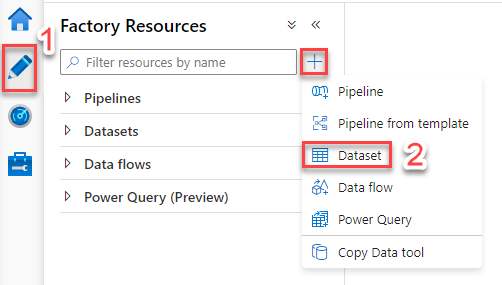 1
Factory Resources
Filter resources by name
Pipelines
Datasets
Data flows
Power Query (Preview)
Pipeline
Pipeline from template
Dataset
2
Data flow
Power Query
Copy Data tool